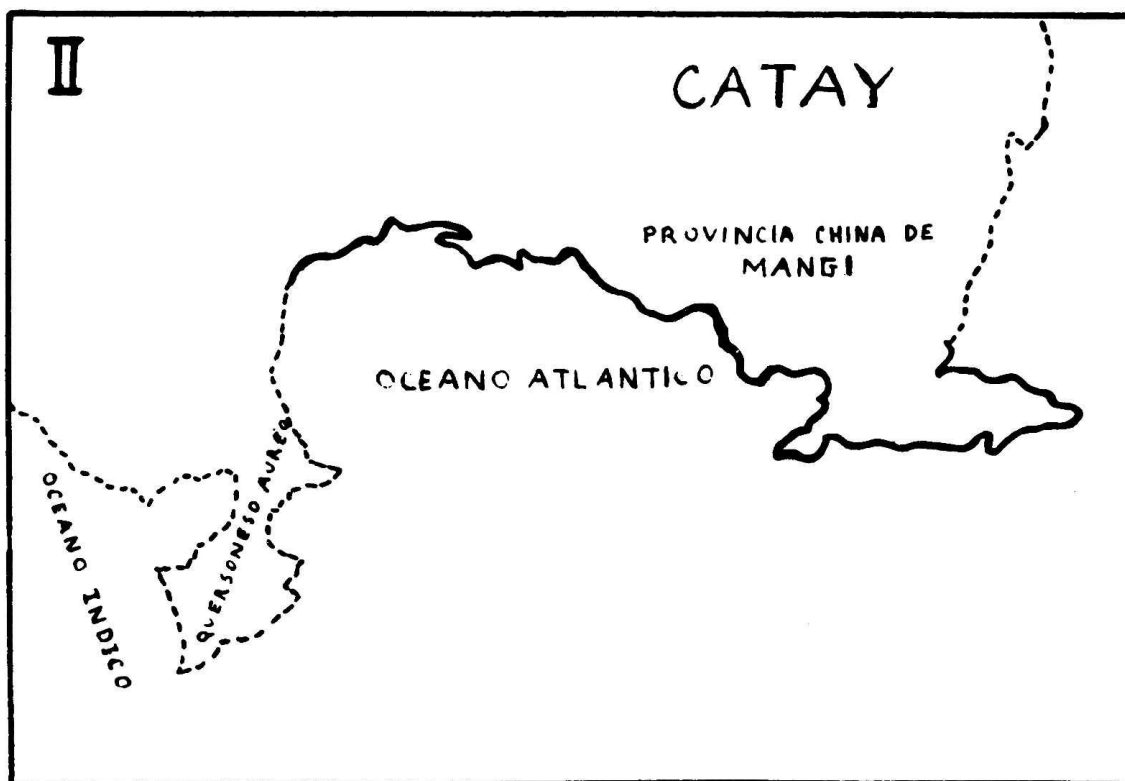 II
CATAY
PROVINCIA CHINA DE
MANGI
OCEANO ATLANTICO
QUERSONESO AUREO
OCEANO INDICO